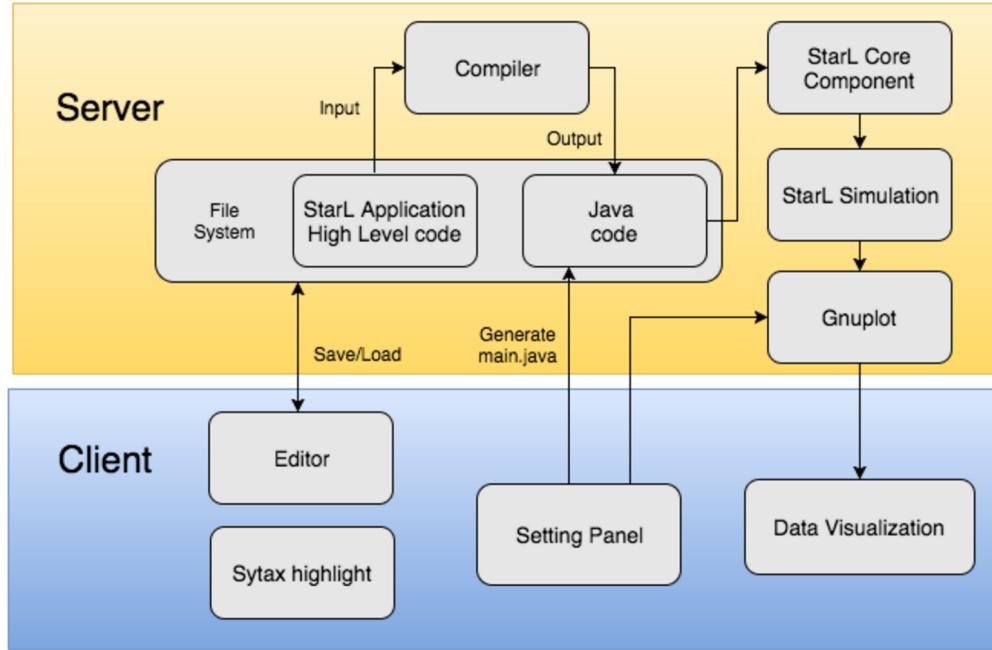 Server
Compiler
StarL Core
Component
Input
Output
File
System
StarL Application
High Level code
Java
code
StarL Simulation
Gnuplot
Save/Load
Generate
main.java
Client
Editor
Setting Panel
Data Visualization
Sytax highlight